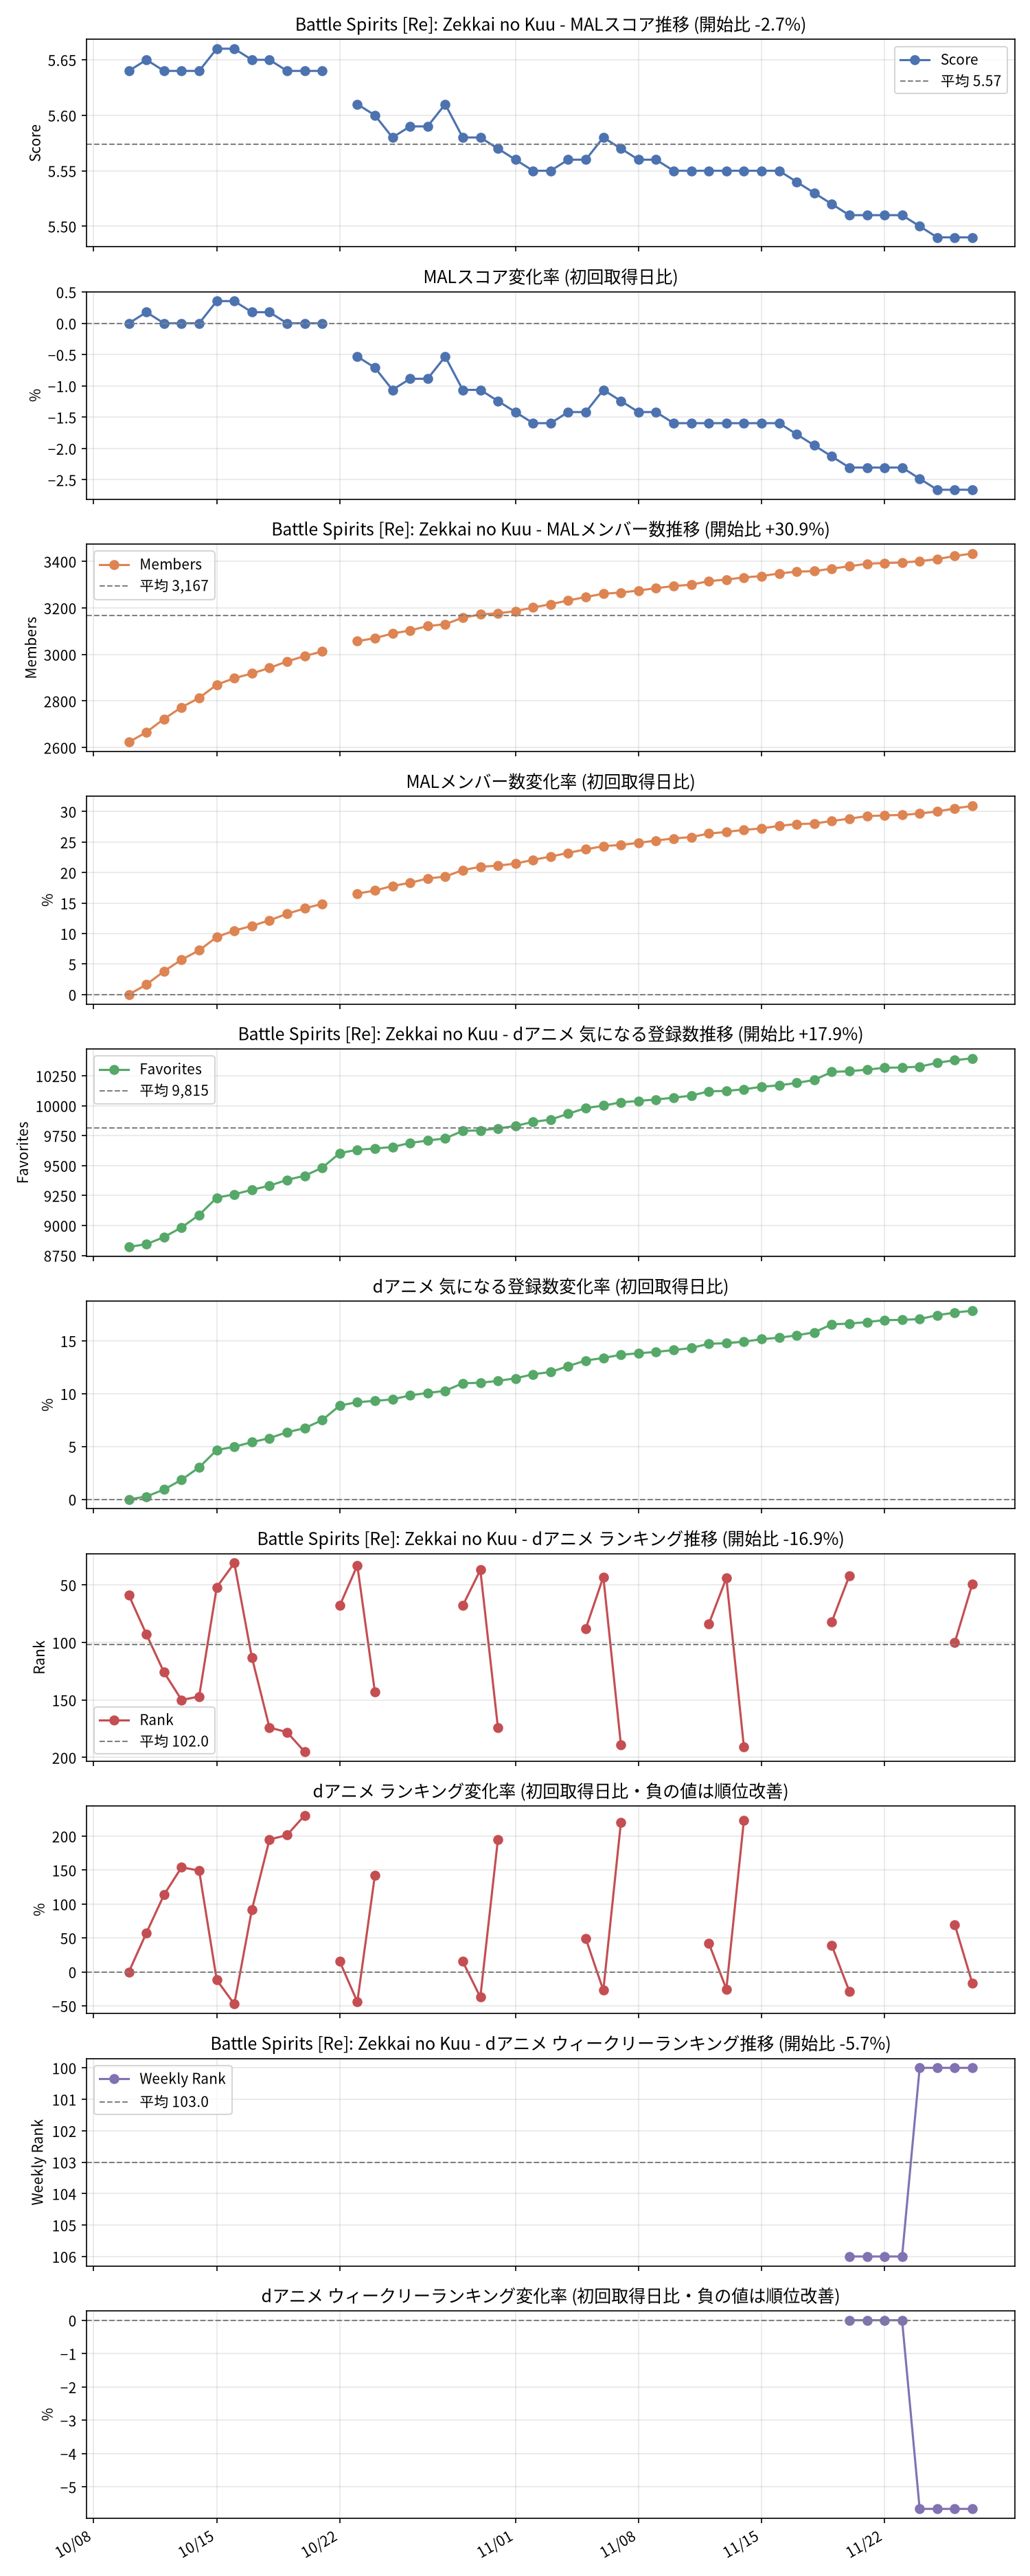 Battle Spirits [Re]: Zekkai no Kuu - MALスコア推移 (開始比 -2.7%)
Score
5.65
5.60
5.55
5.50
Score
平均 5.57
MALスコア変化率 (初回取得日比)
%
0.5
0.0
−0.5
−1.0
−1.5
−2.0
−2.5
Battle Spirits [Re]: Zekkai no Kuu - MALメンバー数推移 (開始比 +30.9%)
Members
3400
3200
3000
2800
2600
Members
平均 3,167
MALメンバー数変化率 (初回取得日比)
%
30
25
20
15
10
5
0
Battle Spirits [Re]: Zekkai no Kuu - dアニメ 気になる登録数推移 (開始比 +17.9%)
Favorites
10250
10000
9750
9500
9250
9000
8750
Favorites
平均 9,815
dアニメ 気になる登録数変化率 (初回取得日比)
%
15
10
5
0
Battle Spirits [Re]: Zekkai no Kuu - dアニメ ランキング推移 (開始比 -16.9%)
Rank
50
100
150
200
Rank
平均 102.0
dアニメ ランキング変化率 (初回取得日比・負の値は順位改善)
%
200
150
100
50
0
−50
Battle Spirits [Re]: Zekkai no Kuu - dアニメ ウィークリーランキング推移 (開始比 -5.7%)
Weekly Rank
100
101
102
103
104
105
106
Weekly Rank
平均 103.0
dアニメ ウィークリーランキング変化率 (初回取得日比・負の値は順位改善)
%
0
−1
−2
−3
−4
−5
10/08
10/15
10/22
11/01
11/08
11/15
11/22